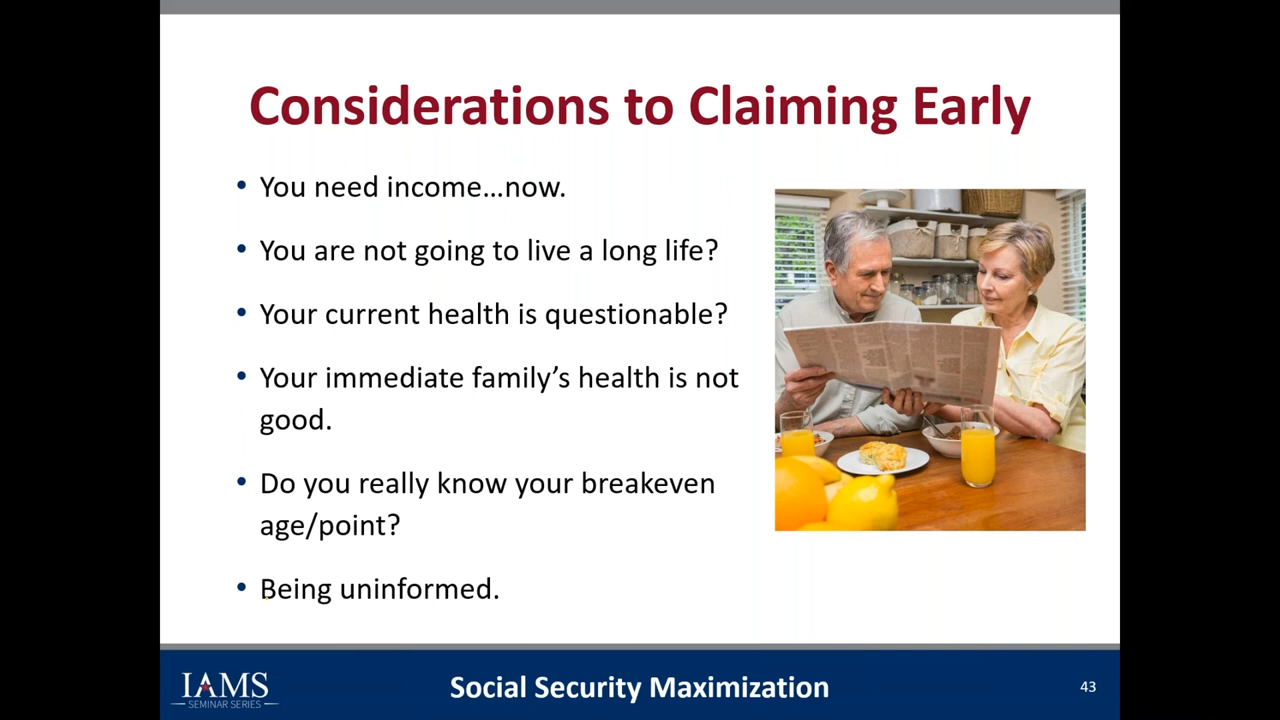 Considerations to Claiming Early
• You need income…now.
• You are not going to live a long life?
• Your current health is questionable?
• Your immediate family’s health is not
good.
• Do you really know your breakeven
age/point?
• Being uninformed.
IAMS
SEMINAR SERIES
Social Security Maximization
43